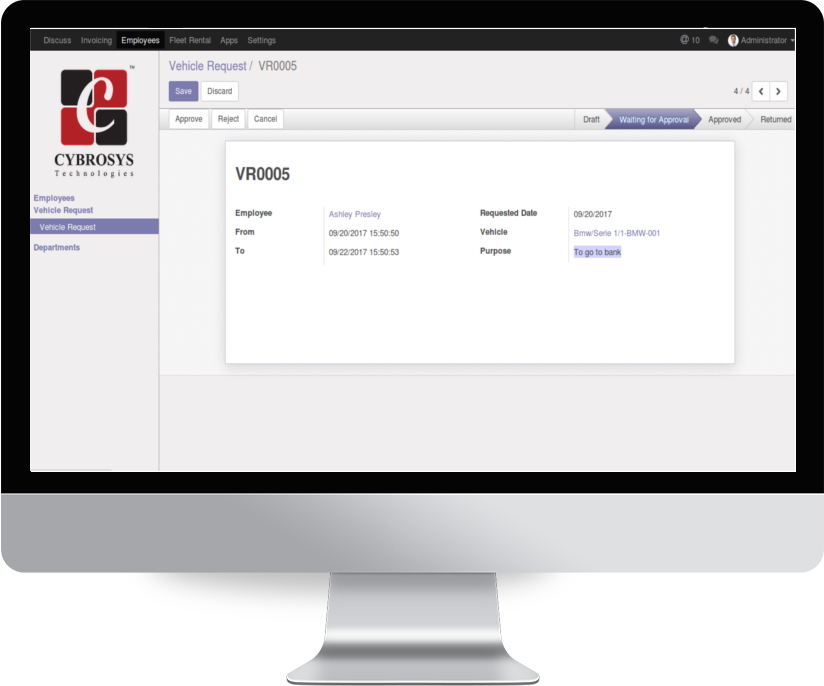 Discuss Invoicing Employees Fleet Rental Apps Settings @ 10 Administrator
Vehicle Request / VR0005
Save Discard 4 / 4
Approve Reject Cancel Draft Waiting for Approval Approved Returned
C
TM
CYBROSYS
Technologies
Employees
Vehicle Request
Vehicle Request
Departments
VR0005
Employee Ashley Presley Requested Date 09/20/2017
From 09/20/2017 15:50:50 Vehicle Bmw/Serie 1/1-BMW-001
To 09/22/2017 15:50:53 Purpose To go to bank